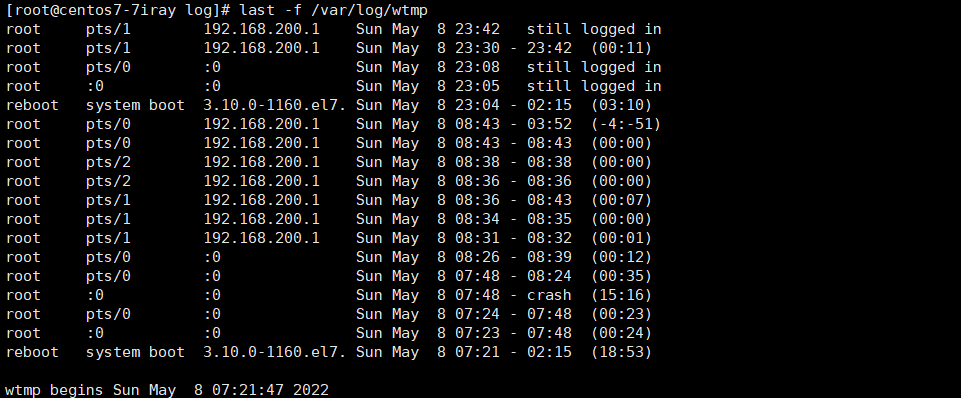 [root@centos7-7iray log]# last -f /var/log/wtmp
root     pts/1        192.168.200.1    Sun May  8 23:42   still logged in
root     pts/1        192.168.200.1    Sun May  8 23:30 - 23:42  (00:11)
root     pts/0        :0               Sun May  8 23:08   still logged in
root     :0           :0               Sun May  8 23:05   still logged in
reboot   system boot  3.10.0-1160.el7. Sun May  8 23:04 - 02:15  (03:10)
root     pts/0        192.168.200.1    Sun May  8 08:43 - 03:52  (-4:-51)
root     pts/0        192.168.200.1    Sun May  8 08:43 - 08:43  (00:00)
root     pts/2        192.168.200.1    Sun May  8 08:38 - 08:38  (00:00)
root     pts/2        192.168.200.1    Sun May  8 08:36 - 08:36  (00:00)
root     pts/1        192.168.200.1    Sun May  8 08:36 - 08:43  (00:07)
root     pts/1        192.168.200.1    Sun May  8 08:34 - 08:35  (00:00)
root     pts/1        192.168.200.1    Sun May  8 08:31 - 08:32  (00:01)
root     pts/0        :0               Sun May  8 08:26 - 08:39  (00:12)
root     pts/0        :0               Sun May  8 07:48 - 08:24  (00:35)
root     :0           :0               Sun May  8 07:48 - crash  (15:16)
root     pts/0        :0               Sun May  8 07:24 - 07:48  (00:23)
root     :0           :0               Sun May  8 07:23 - 07:48  (00:24)
reboot   system boot  3.10.0-1160.el7. Sun May  8 07:21 - 02:15  (18:53)
wtmp begins Sun May  8 07:21:47 2022